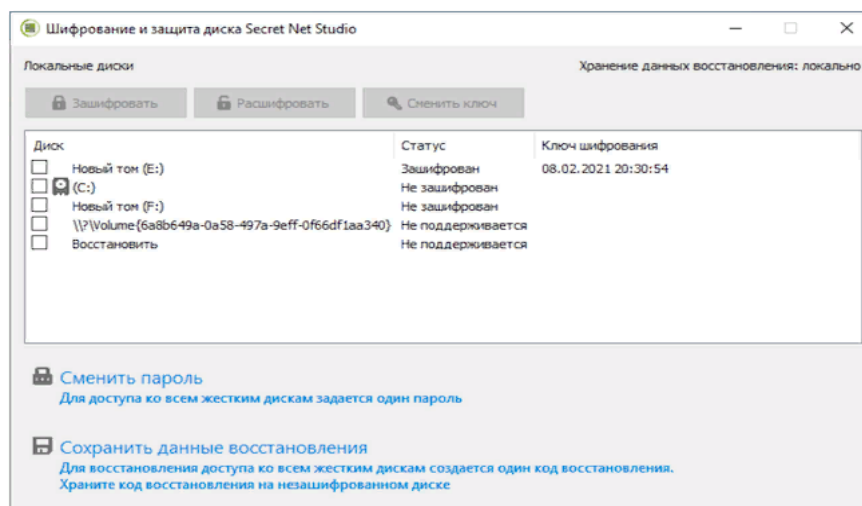 Шифрование и защита диска Secret Net Studio
Локальные диски Хранение данных восстановления: локально
Зашифровать Расшифровать Сменить ключ
Диск Статус Ключ шифрования
Новый том (E:) Зашифрован 08.02.2021 20:30:54
(C:) Не зашифрован
Новый том (F:) Не зашифрован
\\?\Volume{6a8b649a-0a58-497a-9eff-0f66df1aa340} Не поддерживается
Восстановить Не поддерживается
Сменить пароль
Для доступа ко всем жестким дискам задается один пароль
Сохранить данные восстановления
Для восстановления доступа ко всем жестким дискам создается один код восстановления.
Храните код восстановления на незашифрованном диске